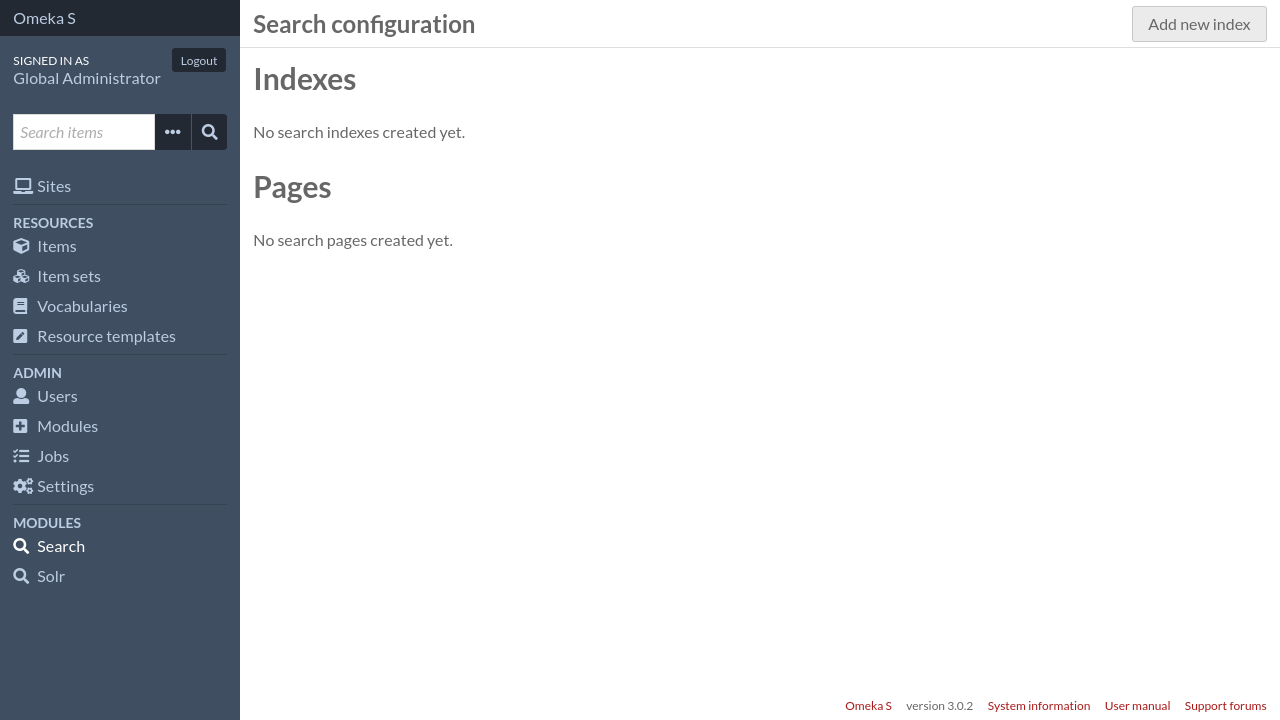 Omeka S
SIGNED IN AS
Global Administrator
Logout
Search items
Sites
RESOURCES
Items
Item sets
Vocabularies
Resource templates
ADMIN
Users
Modules
Jobs
Settings
MODULES
Search
Solr
Search configuration
Add new index
Indexes
No search indexes created yet.
Pages
No search pages created yet.
Omeka S version 3.0.2 System information User manual Support forums